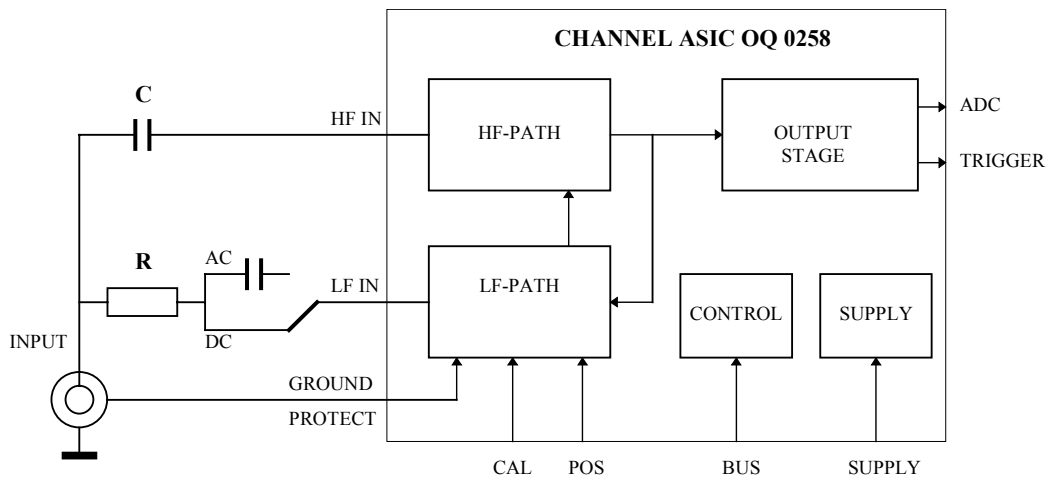 CHANNEL ASIC OQ 0258
C
HF IN
HF-PATH
OUTPUT
STAGE
ADC
TRIGGER
R
AC
DC
LF IN
LF-PATH
CONTROL
SUPPLY
INPUT
GROUND
PROTECT
CAL
POS
BUS
SUPPLY